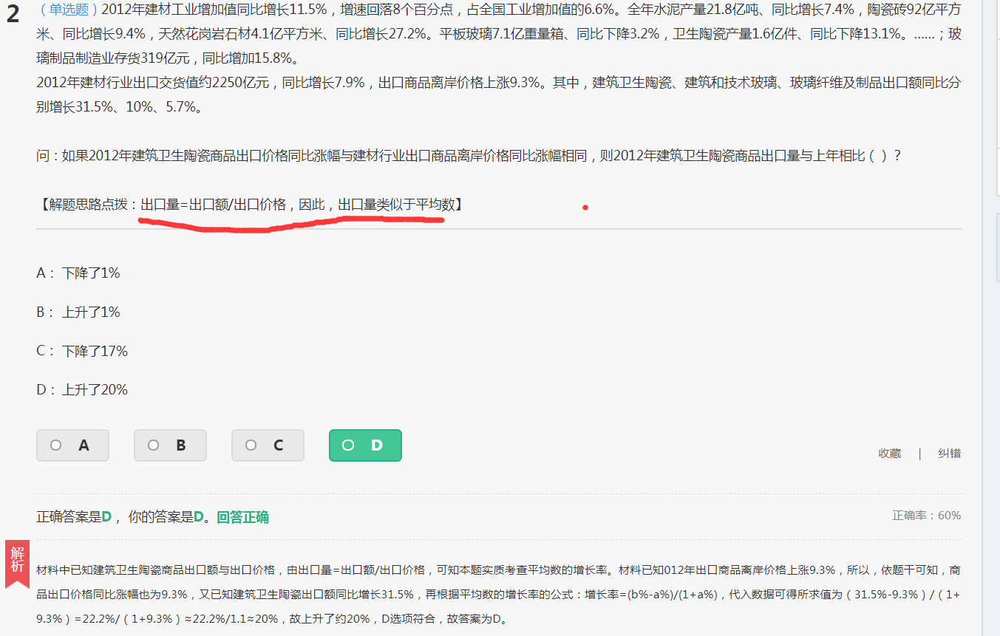 2 （单选题）2012年建材工业增加值同比增长11.5%，增速回落8个百分点，占全国工业增加值的6.6%。全年水泥产量21.8亿吨、同比增长7.4%，陶瓷砖92亿平方
米、同比增长9.4%，天然花岗岩石材4.1亿平方米、同比增长27.2%。平板玻璃7.1亿重量箱、同比下降3.2%，卫生陶瓷产量1.6亿件、同比下降13.1%。……；玻
璃制品制造业存货319亿元，同比增加15.8%。
2012年建材行业出口交货值约2250亿元，同比增长7.9%，出口商品离岸价格上涨9.3%。其中，建筑卫生陶瓷、建筑和技术玻璃、玻璃纤维及制品出口额同比分
别增长31.5%、10%、5.7%。
问：如果2012年建筑卫生陶瓷商品出口价格同比涨幅与建材行业出口商品离岸价格同比涨幅相同，则2012年建筑卫生陶瓷商品出口量与上年相比（ ）？
【解题思路点拨：出口量=出口额/出口价格，因此，出口量类似于平均数】
A： 下降了1%
B： 上升了1%
C： 下降了17%
D： 上升了20%
A B C D
收藏 | 纠错
正确答案是D， 你的答案是D。回答正确
正确率：60%
解析
材料中已知建筑卫生陶瓷商品出口额与出口价格，由出口量=出口额/出口价格，可知本题实质考查平均数的增长率。材料已知012年出口商品离岸价格上涨9.3%，所以，依题干可知，商
品出口价格同比涨幅也为9.3%，又已知建筑卫生陶瓷出口额同比增长31.5%，再根据平均数的增长率的公式：增长率=(b%-a%)/(1+a%)，代入数据可得所求值为（31.5%-9.3%）/（1+
9.3%）=22.2%/（1+9.3%）≈22.2%/1.1≈20%，故上升了约20%，D选项符合，故答案为D。